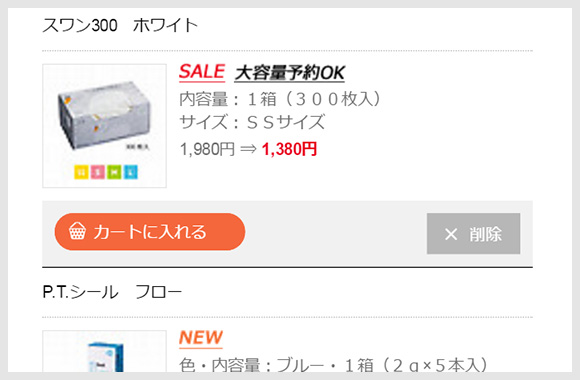 スワン300　ホワイト
SALE 大容量予約OK
内容量：１箱（３００枚入）
サイズ：ＳＳサイズ
1,980円 ⇒ 1,380円
カートに入れる
× 削除
P.T.シール　フロー
NEW
色・内容量：ブルー・１箱（２ｇ×５本入）